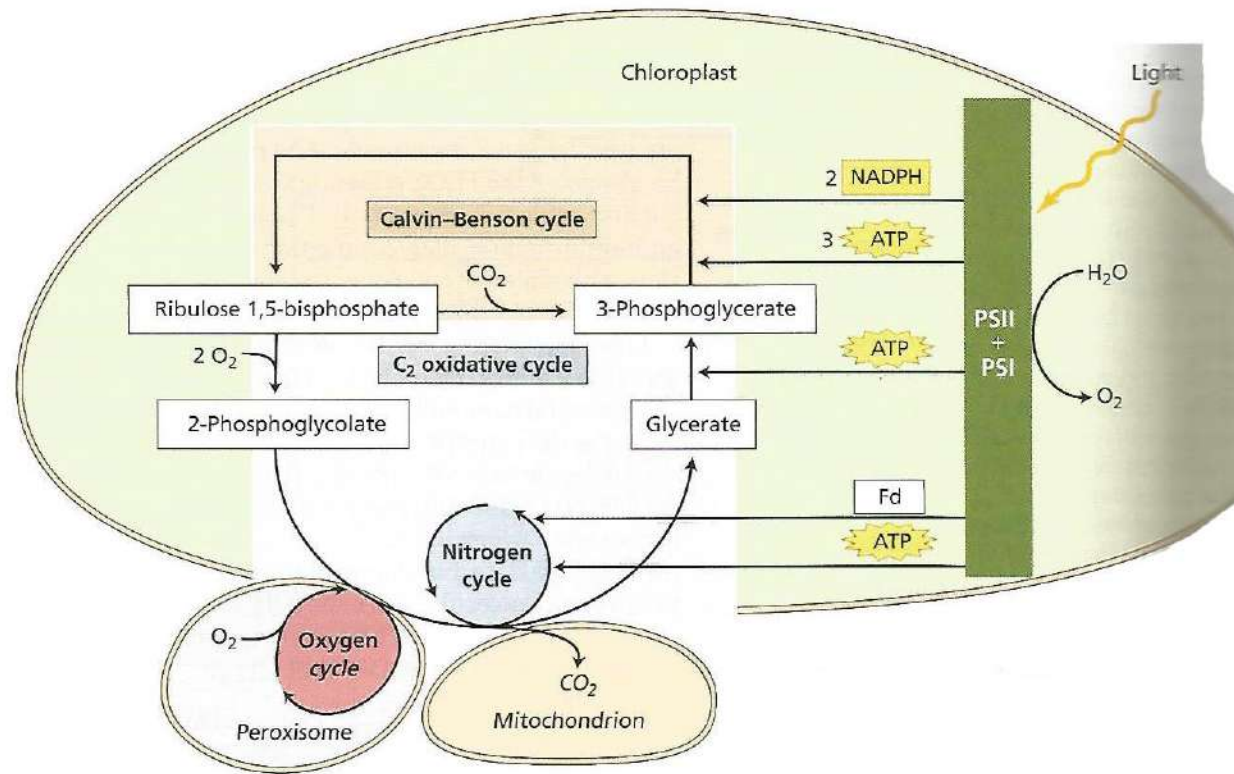 Chloroplast
Light
2 NADPH
Calvin–Benson cycle
3 ATP
CO₂
H₂O
Ribulose 1,5-bisphosphate
3-Phosphoglycerate
PSII
+
PSI
2 O₂
C₂ oxidative cycle
ATP
O₂
2-Phosphoglycolate
Glycerate
Fd
ATP
Nitrogen
cycle
O₂
Oxygen
cycle
CO₂
Peroxisome
Mitochondrion